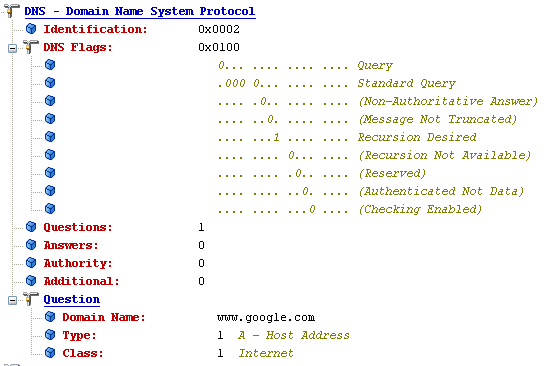 DNS - Domain Name System Protocol
Identification: 0x0002
DNS Flags: 0x0100
0... .... .... .... Query
.000 0... .... .... Standard Query
.... .0.. .... .... (Non-Authoritative Answer)
.... ..0. .... .... (Message Not Truncated)
.... ...1 .... .... Recursion Desired
.... .... 0... .... (Recursion Not Available)
.... .... .0.. .... (Reserved)
.... .... ..0. .... (Authenticated Not Data)
.... .... ...0 .... (Checking Enabled)
Questions: 1
Answers: 0
Authority: 0
Additional: 0
Question
Domain Name: www.google.com
Type: 1 A - Host Address
Class: 1 Internet